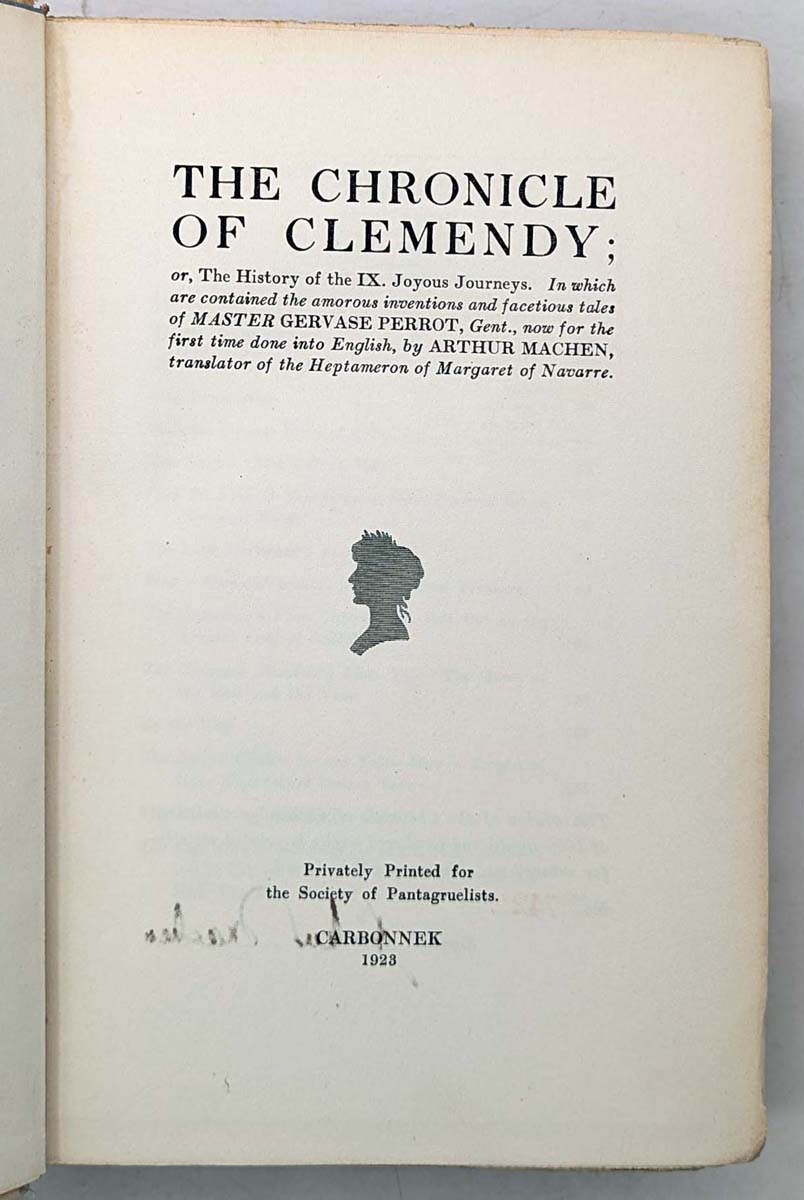 THE CHRONICLE
OF CLEMENDY;
or, The History of the IX. Joyous Journeys. In which
are contained the amorous inventions and facetious tales
of MASTER GERVASE PERROT, Gent., now for the
first time done into English, by ARTHUR MACHEN,
translator of the Heptameron of Margaret of Navarre.
Privately Printed for
the Society of Pantagruelists.
CARBONNEK
1923